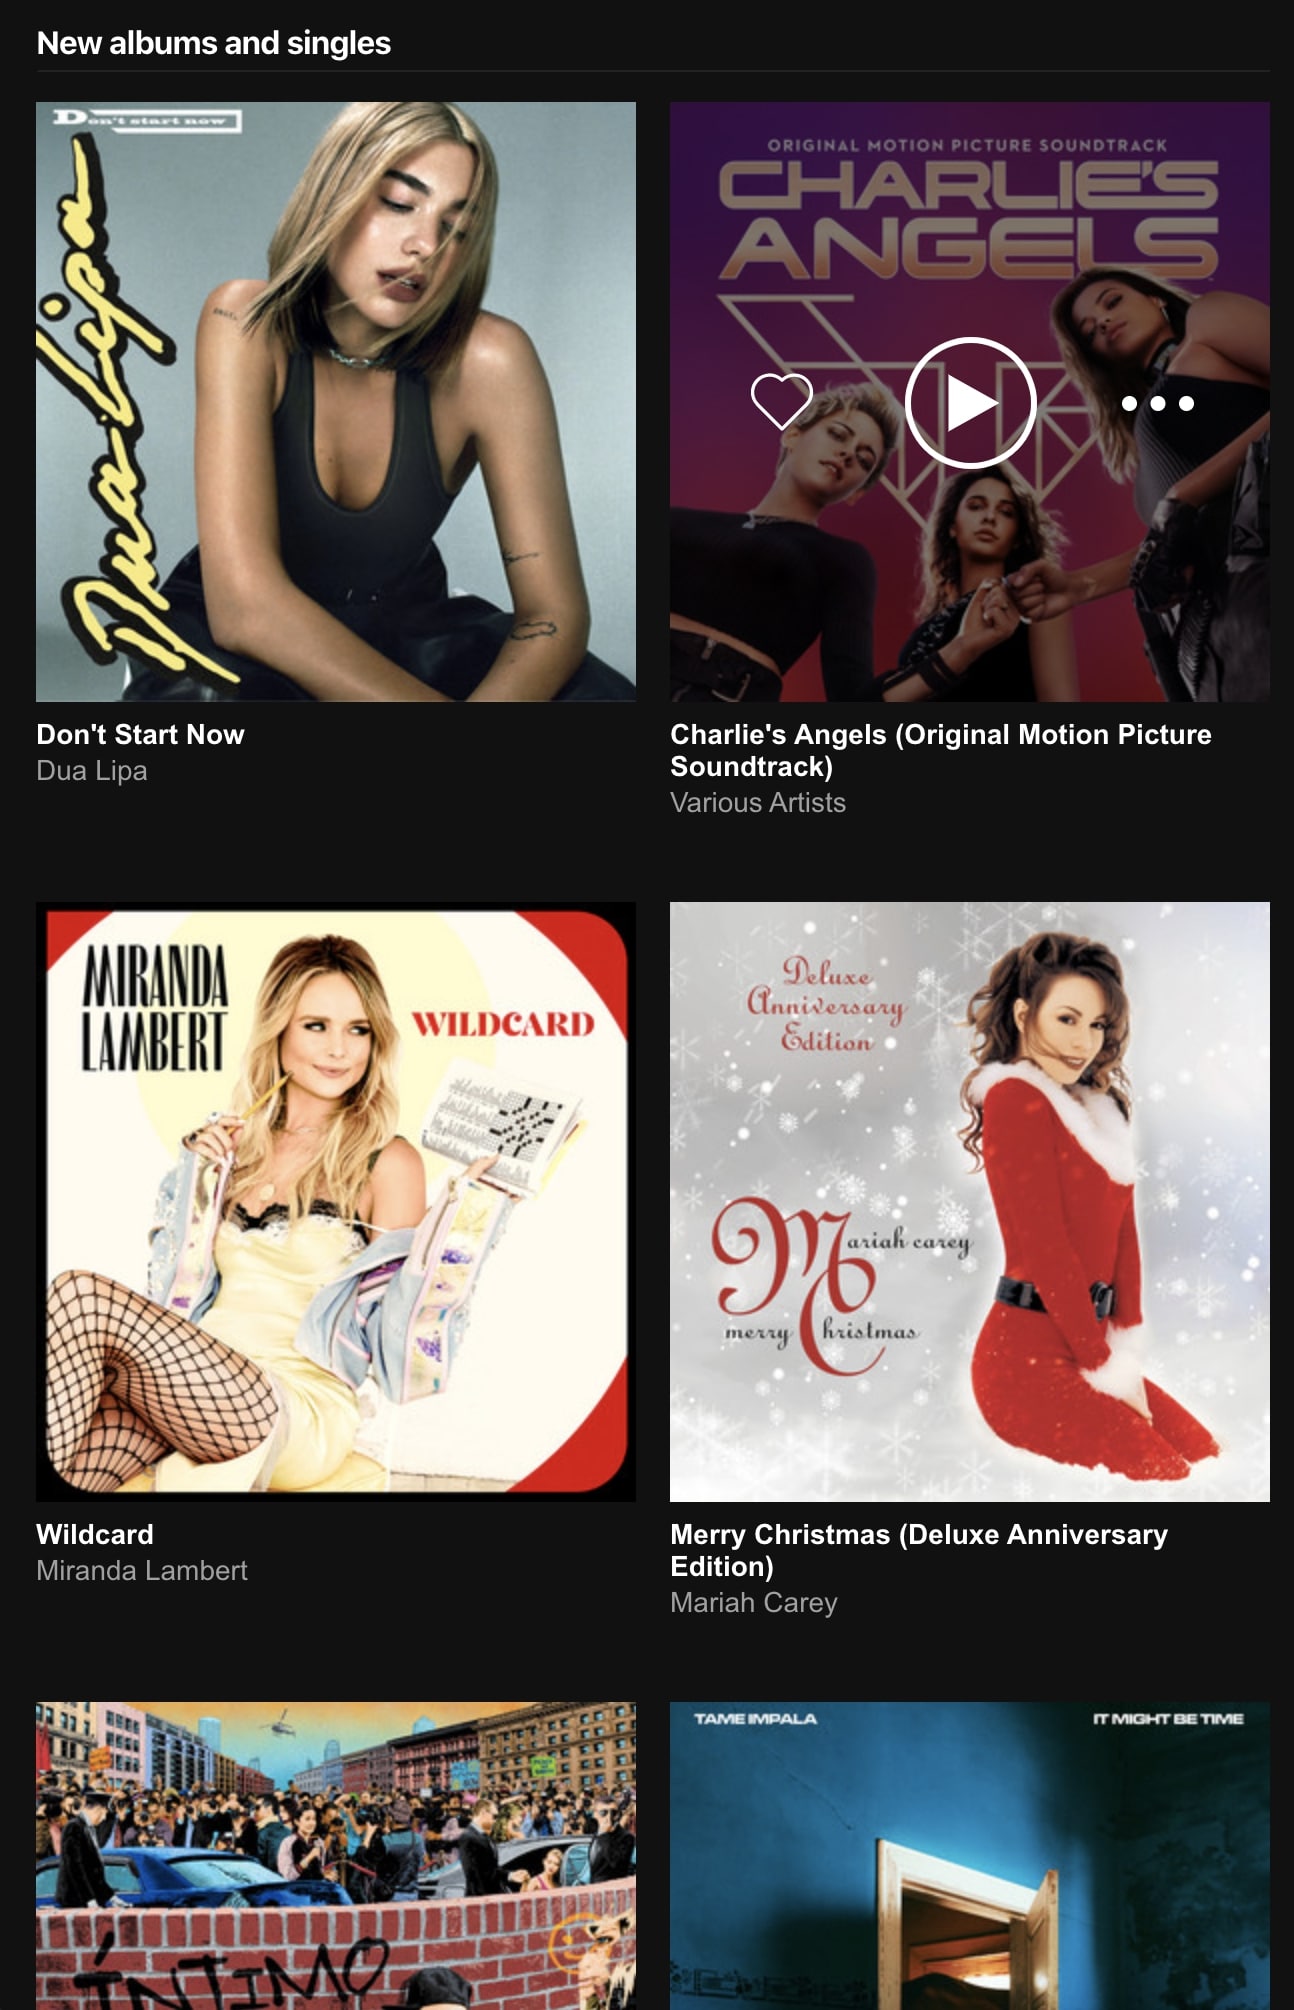 New albums and singles
Don't start now
Dua Lipa
ORIGINAL MOTION PICTURE SOUNDTRACK
CHARLIE'S
ANGELS
Don't Start Now
Dua Lipa
Charlie's Angels (Original Motion Picture
Soundtrack)
Various Artists
MIRANDA
LAMBERT
WILDCARD
Deluxe
Anniversary
Edition
Mariah carey
merry Christmas
Wildcard
Miranda Lambert
Merry Christmas (Deluxe Anniversary
Edition)
Mariah Carey
ÍNTIMO
TAME IMPALA
IT MIGHT BE TIME